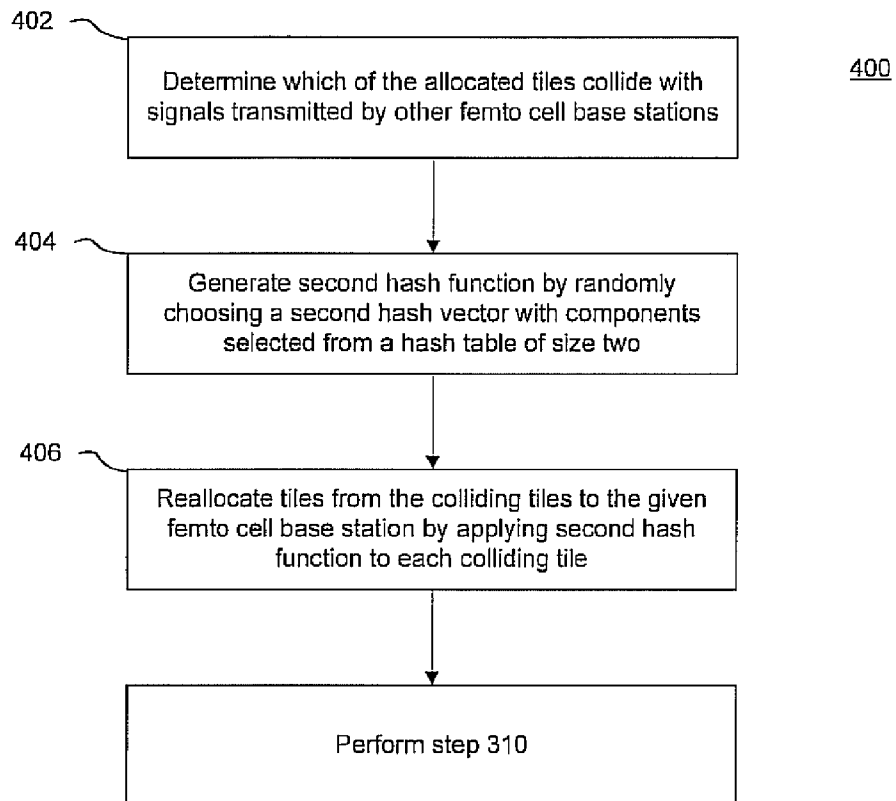 402
400
Determine which of the allocated tiles collide with
signals transmitted by other femto cell base stations
404
Generate second hash function by randomly
choosing a second hash vector with components
selected from a hash table of size two
406
Reallocate tiles from the colliding tiles to the given
femto cell base station by applying second hash
function to each colliding tile
Perform step 310